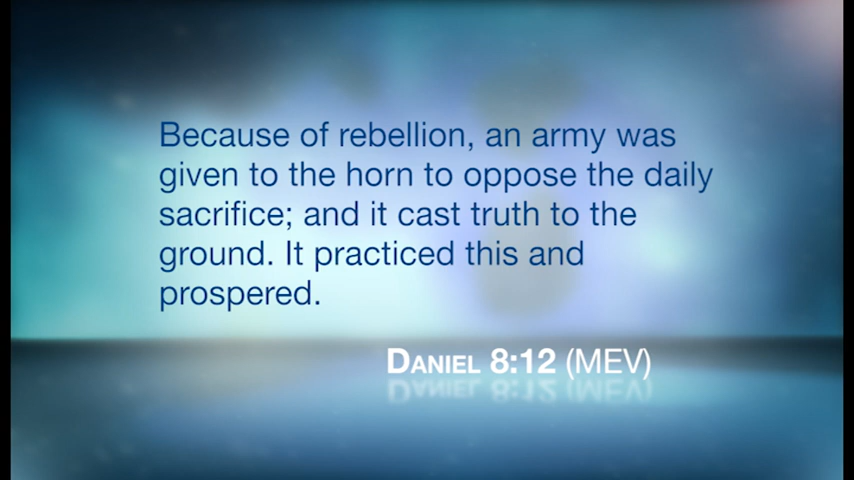 Because of rebellion, an army was
given to the horn to oppose the daily
sacrifice; and it cast truth to the
ground. It practiced this and
prospered.
DANIEL 8:12 (MEV)